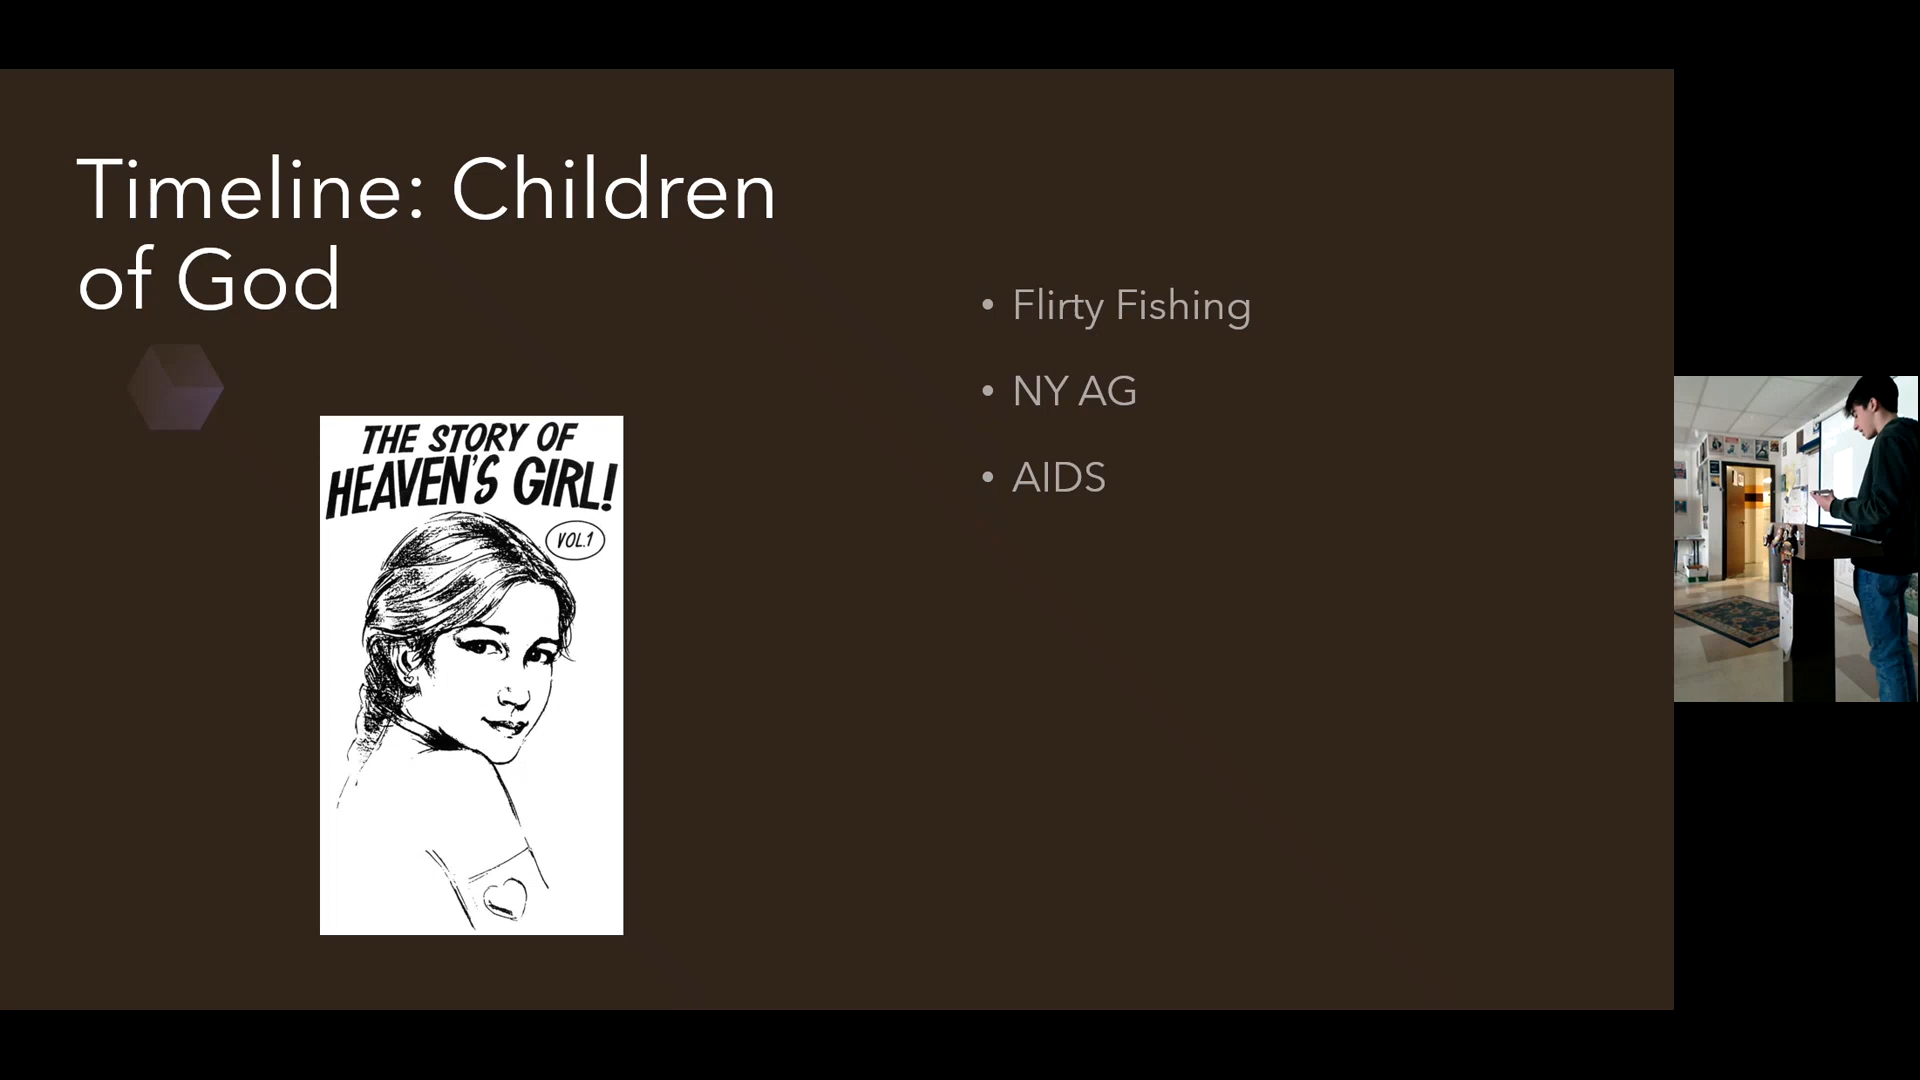 Timeline: Children
of God
• Flirty Fishing
• NY AG
• AIDS
THE STORY OF
HEAVEN'S GIRL!
VOL.1